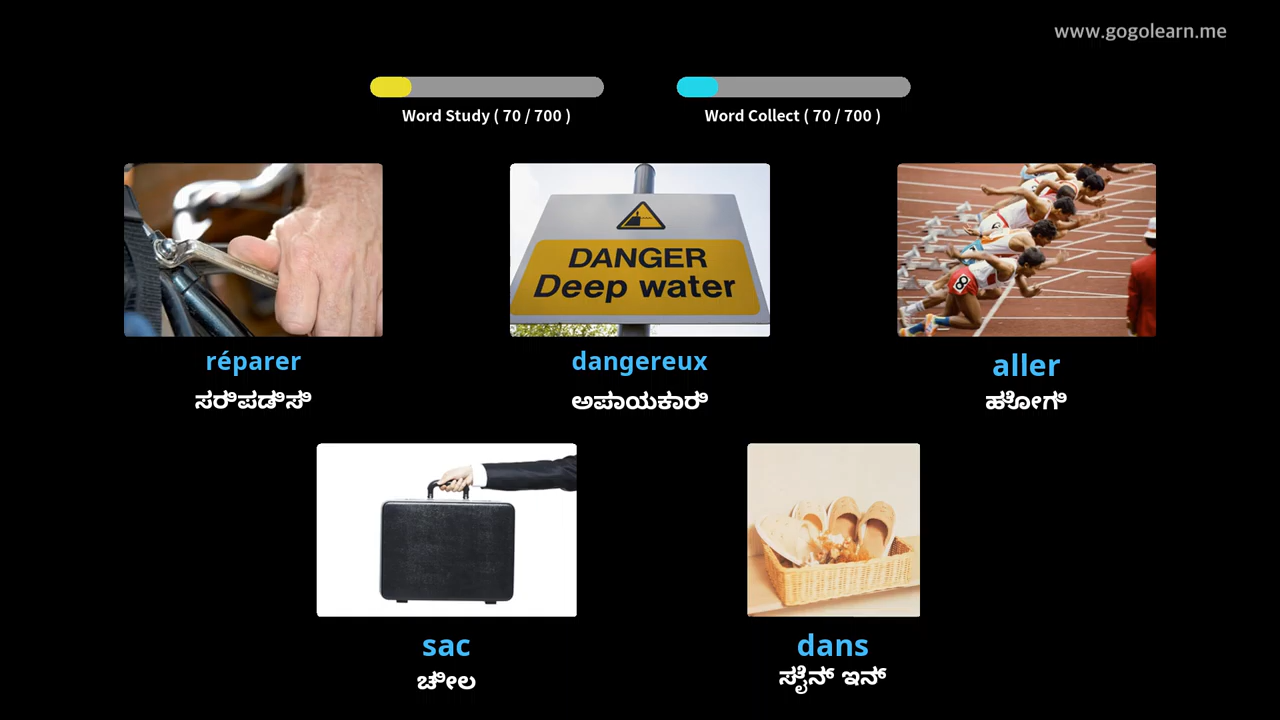 www.gogolearn.me
Word Study ( 70 / 700 )
Word Collect ( 70 / 700 )
DANGER
Deep water
8
réparer
dangereux
aller
ಸರಿಪಡಿಸಿ
ಅಪಾಯಕಾರಿ
ಹೋಗಿ
sac
dans
ಚೀಲ
ಸೈನ್ ಇನ್